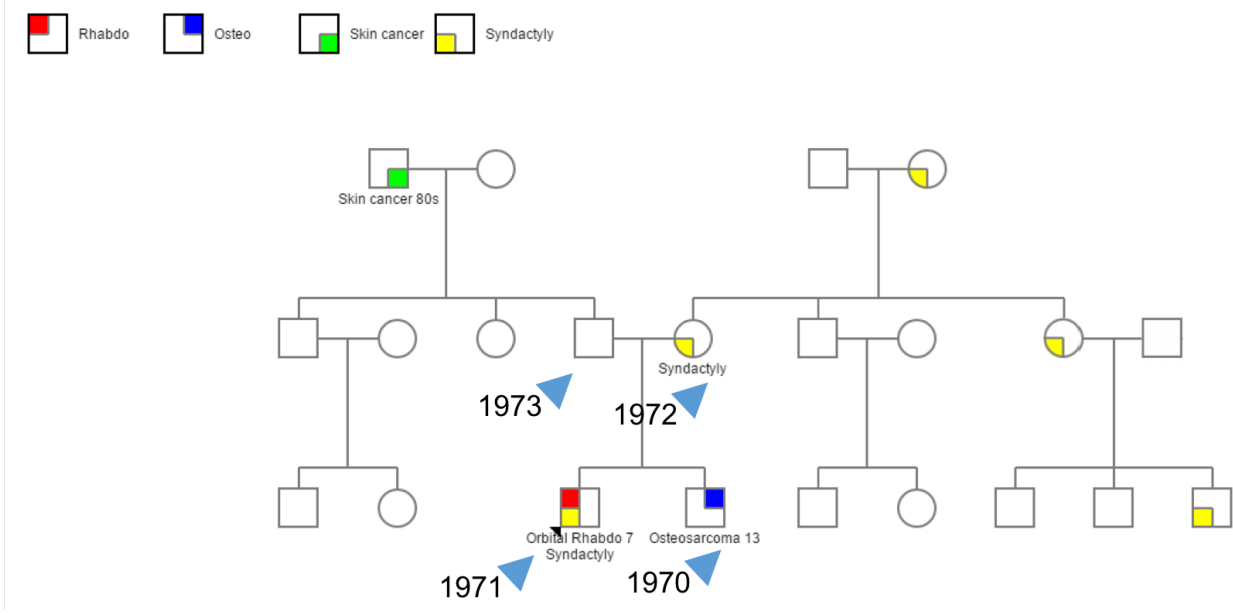 Rhabdo
Osteo
Skin cancer
Syndactyly
Skin cancer 80s
Syndactyly
1973
1972
Orbital Rhabdo 7
Syndactyly
Osteosarcoma 13
1971
1970